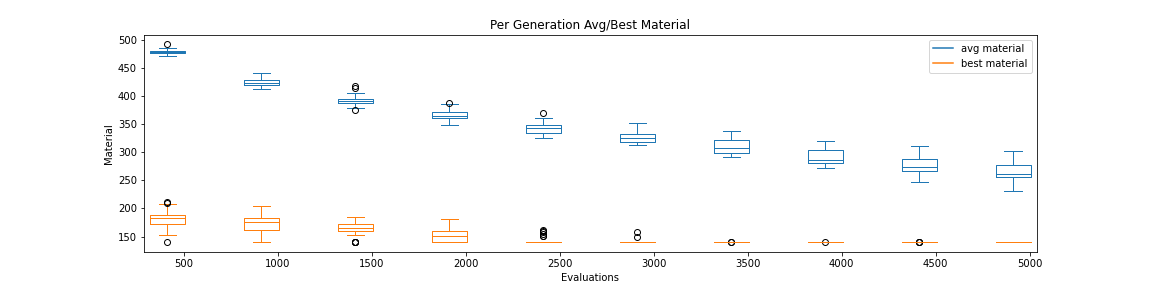 Per Generation Avg/Best Material
500
450
400
350
300
250
200
150
Material
avg material
best material
500 1000 1500 2000 2500 3000 3500 4000 4500 5000
Evaluations